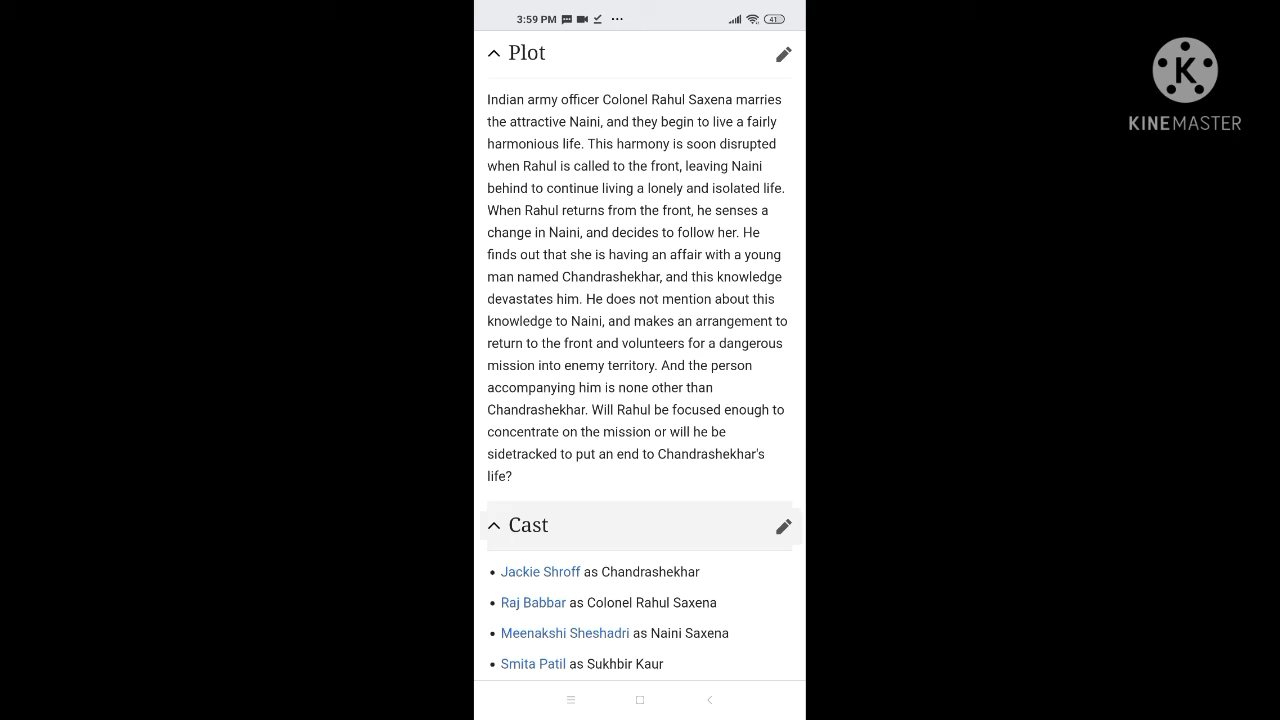 3:59 PM
41
Plot
Indian army officer Colonel Rahul Saxena marries
the attractive Naini, and they begin to live a fairly
harmonious life. This harmony is soon disrupted
when Rahul is called to the front, leaving Naini
behind to continue living a lonely and isolated life.
When Rahul returns from the front, he senses a
change in Naini, and decides to follow her. He
finds out that she is having an affair with a young
man named Chandrashekhar, and this knowledge
devastates him. He does not mention about this
knowledge to Naini, and makes an arrangement to
return to the front and volunteers for a dangerous
mission into enemy territory. And the person
accompanying him is none other than
Chandrashekhar. Will Rahul be focused enough to
concentrate on the mission or will he be
sidetracked to put an end to Chandrashekhar's
life?
Cast
• Jackie Shroff as Chandrashekhar
• Raj Babbar as Colonel Rahul Saxena
• Meenakshi Sheshadri as Naini Saxena
• Smita Patil as Sukhbir Kaur
K
KINEMASTER